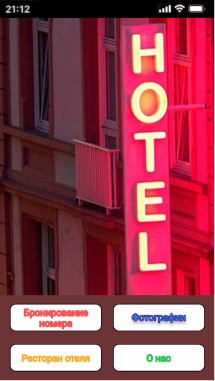 21:12
HOTEL
Бронирование
номера
Фотографии
Ресторан отеля
О нас